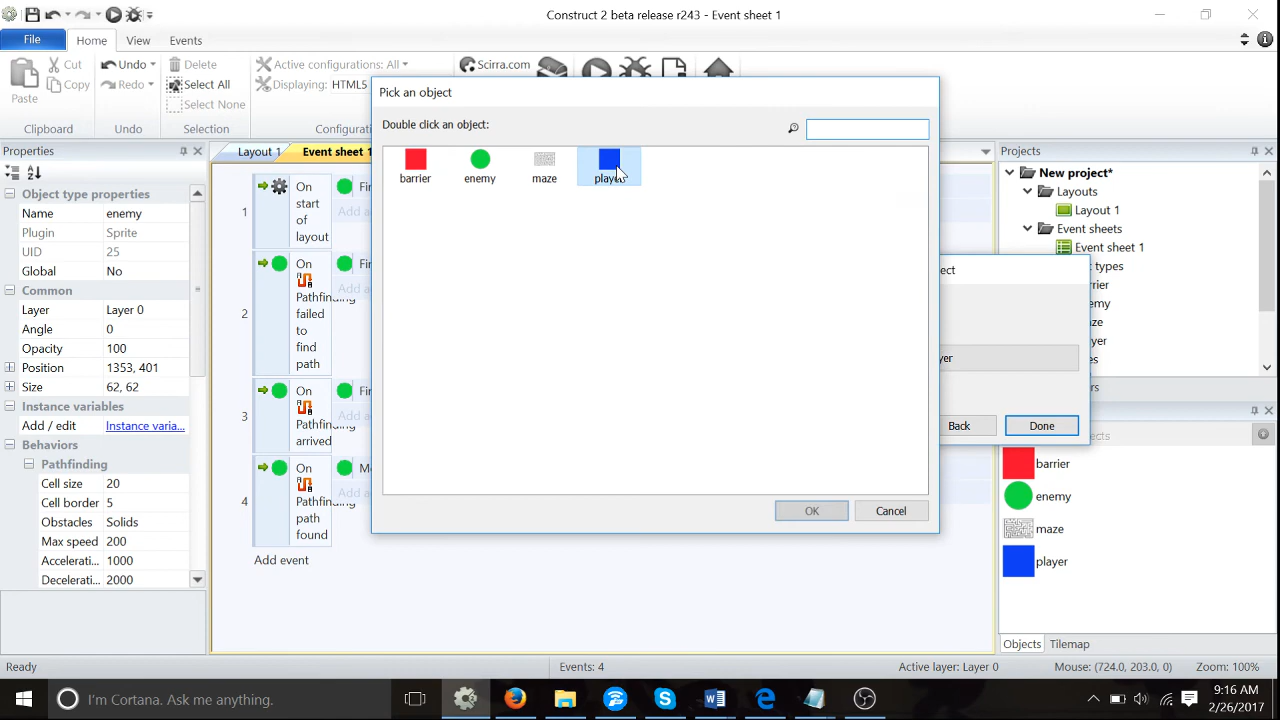 Construct 2 beta release r243 - Event sheet 1
File Home View Events
Paste Cut Copy Undo Redo Delete Select All Select None Active configurations: All Displaying: HTML5 Scirra.com
Clipboard Undo Selection
Properties
Object type properties
Name enemy
Plugin Sprite
UID 25
Global No
Common
Layer Layer 0
Angle 0
Opacity 100
Position 1353, 401
Size 62, 62
Instance variables
Add / edit Instance varia...
Behaviors
Pathfinding
Cell size 20
Cell border 5
Obstacles Solids
Max speed 200
Accelerati... 1000
Decelerati... 2000
Layout 1 Event sheet 1
1 On start of layout
2 On Pathfinding failed to find path
3 On Pathfinding arrived
4 On Pathfinding path found
Add event
Pick an object
Double click an object:
barrier enemy maze player
OK Cancel
Back Done
Projects
New project*
Layouts
Layout 1
Event sheets
Event sheet 1
barrier
enemy
maze
player
Objects Tilemap
Ready Events: 4 Active layer: Layer 0 Mouse: (724.0, 203.0, 0) Zoom: 100%
I'm Cortana. Ask me anything.
9:16 AM
2/26/2017